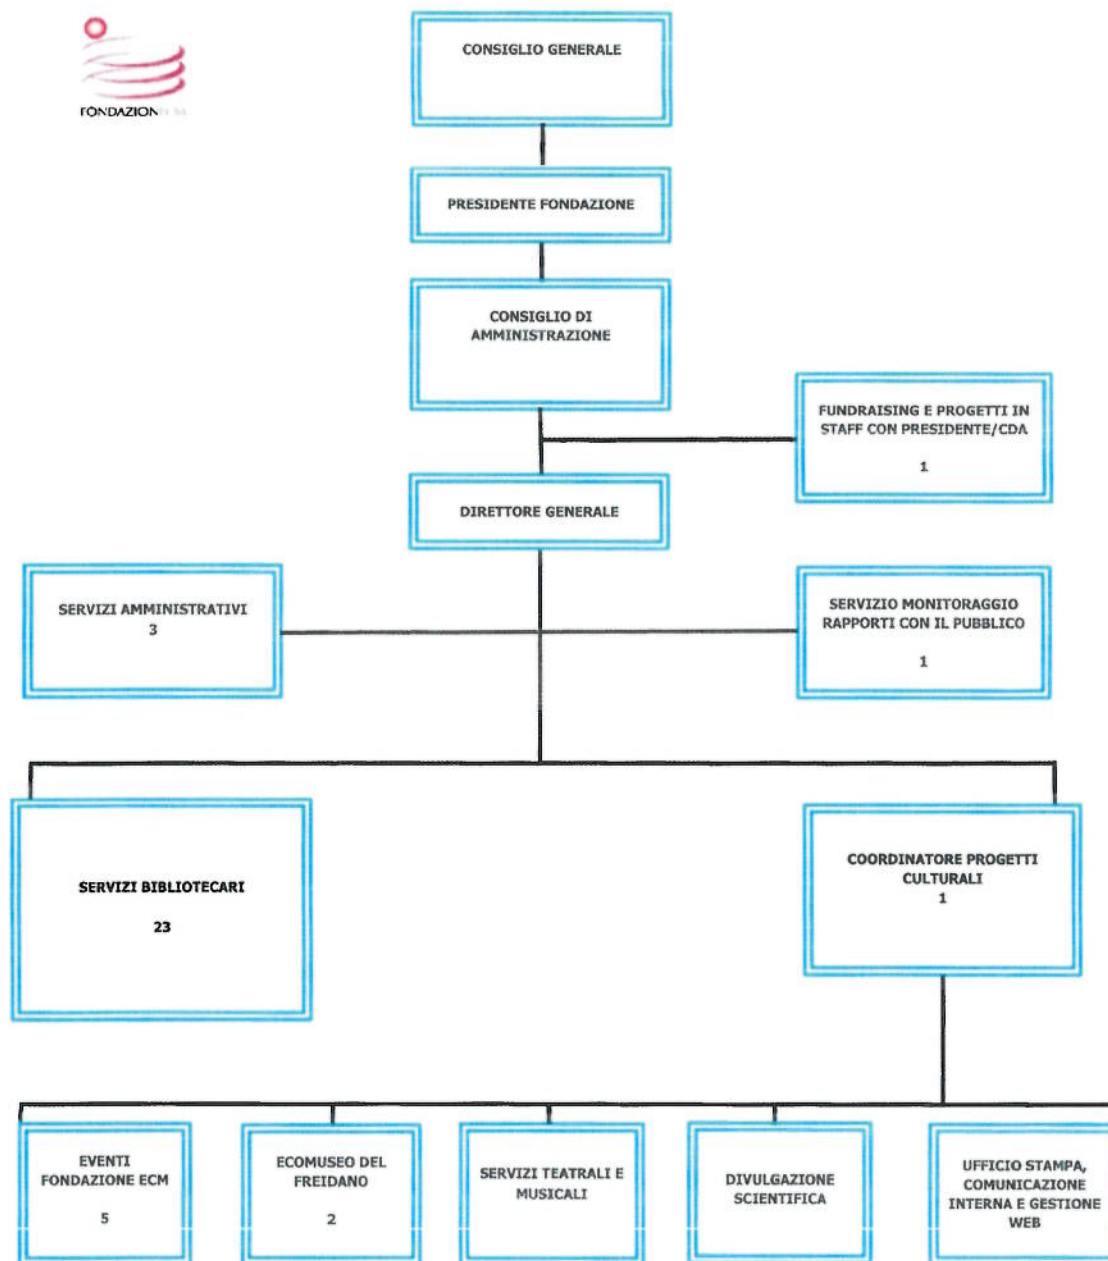 FONDAZION
CONSIGLIO GENERALE
PRESIDENTE FONDAZIONE
CONSIGLIO DI
AMMINISTRAZIONE
FUNDRAISING E PROGETTI IN
STAFF CON PRESIDENTE/CDA
1
DIRETTORE GENERALE
SERVIZI AMMINISTRATIVI
3
SERVIZIO MONITORAGGIO
RAPPORTI CON IL PUBBLICO
1
SERVIZI BIBLIOTECARI
23
COORDINATORE PROGETTI
CULTURALI
1
EVENTI
FONDAZIONE ECM
5
ECOMUSEO DEL
FREIDANO
2
SERVIZI TEATRALI E
MUSICALI
DIVULGAZIONE
SCIENTIFICA
UFFICIO STAMPA,
COMUNICAZIONE
INTERNA E GESTIONE
WEB